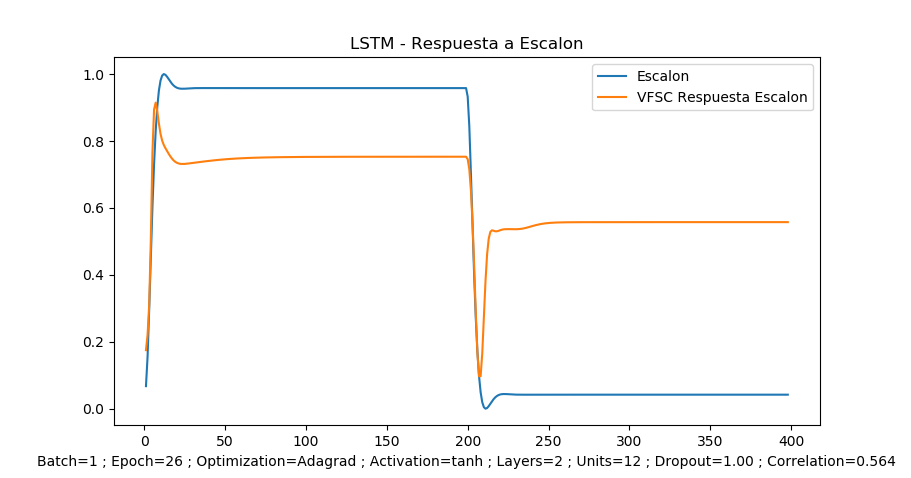 LSTM - Respuesta a Escalon
Escalon
VFSC Respuesta Escalon
1.0
0.8
0.6
0.4
0.2
0.0
0 50 100 150 200 250 300 350 400
Batch=1 ; Epoch=26 ; Optimization=Adagrad ; Activation=tanh ; Layers=2 ; Units=12 ; Dropout=1.00 ; Correlation=0.564